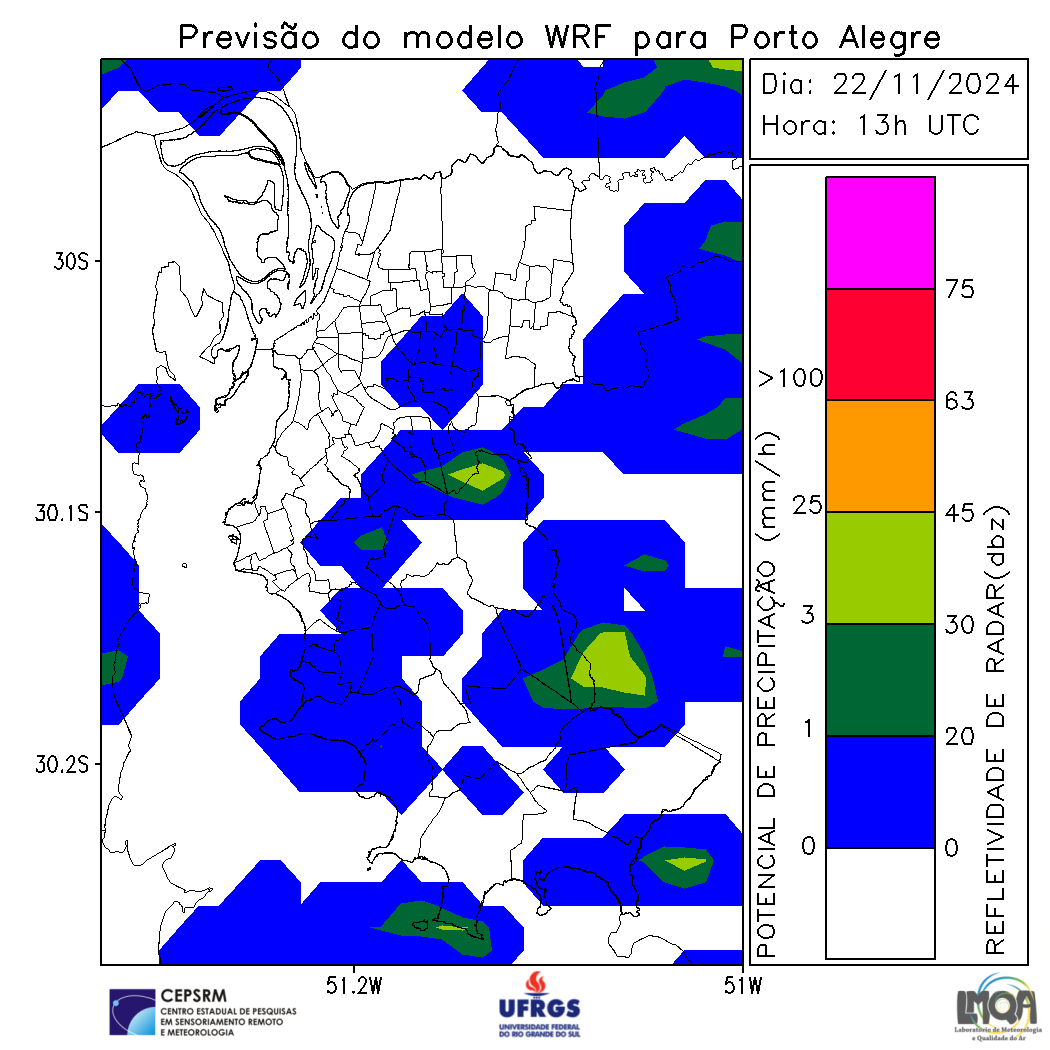 Previsão do modelo WRF para Porto Alegre
Dia: 22/11/2024
Hora: 13h UTC
30S
30.1S
30.2S
51.2W
51W
POTENCIAL DE PRECIPITAÇÃO (mm/h)
>100
25
3
1
0
75
63
45
30
20
0
REFLETIVIDADE DE RADAR(dbz)
CEPSRM
CENTRO ESTADUAL DE PESQUISAS
EM SENSORIAMENTO REMOTO
E METEOROLOGIA
UFRGS
UNIVERSIDADE FEDERAL
DO RIO GRANDE DO SUL
LMQA
Laboratório de Meteorologia
e Qualidade do Ar